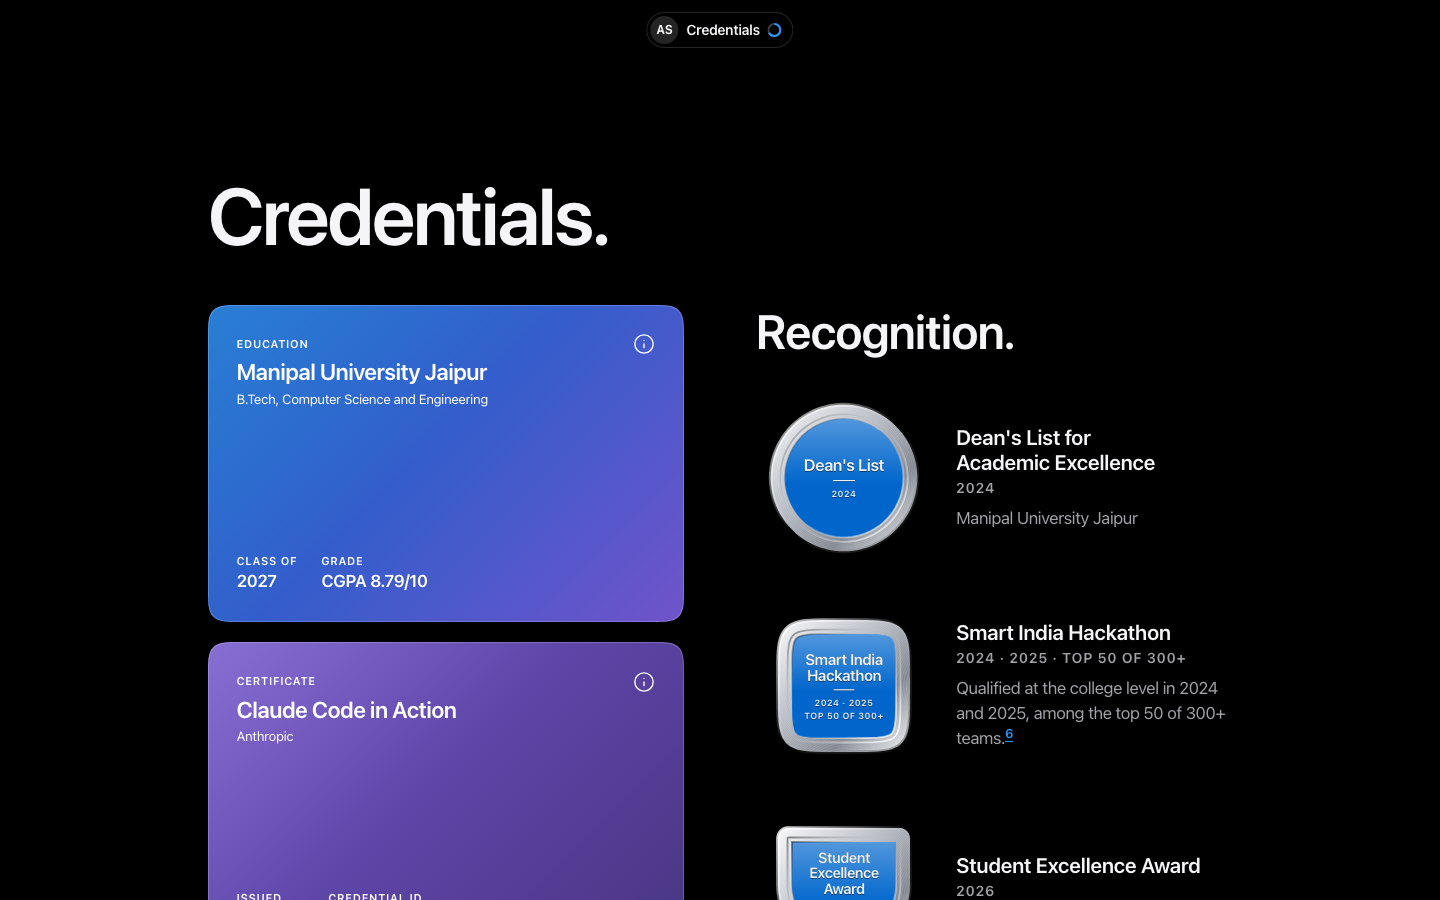 AS Credentials
Credentials.
EDUCATION
Manipal University Jaipur
B.Tech, Computer Science and Engineering
CLASS OF GRADE
2027 CGPA 8.79/10
CERTIFICATE
Claude Code in Action
Anthropic
ISSUED CREDENTIAL ID
Recognition.
Dean's List
2024
Dean's List for
Academic Excellence
2024
Manipal University Jaipur
Smart India
Hackathon
2024 · 2025
TOP 50 OF 300+
Smart India Hackathon
2024 · 2025 · TOP 50 OF 300+
Qualified at the college level in 2024
and 2025, among the top 50 of 300+
teams.6
Student
Excellence
Award
Student Excellence Award
2026